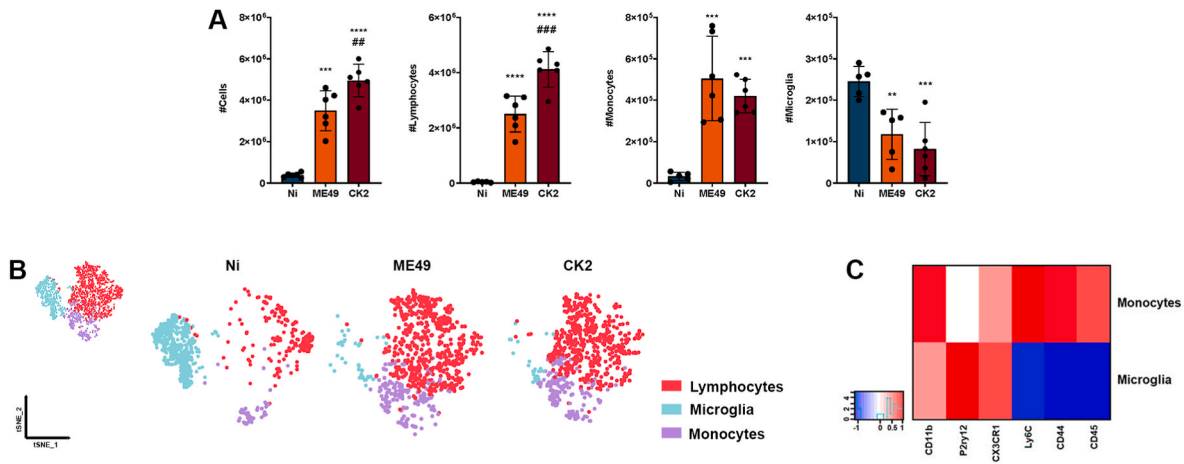 A
#Cells
8×10⁶
6×10⁶
4×10⁶
2×10⁶
0
***
****
##
Ni ME49 CK2
#Lymphocytes
6×10⁶
4×10⁶
2×10⁶
0
****
****
###
Ni ME49 CK2
#Monocytes
8×10⁵
6×10⁵
4×10⁵
2×10⁵
0
***
***
Ni ME49 CK2
#Microglia
4×10⁵
3×10⁵
2×10⁵
1×10⁵
0
**
***
Ni ME49 CK2
B
Ni ME49 CK2
tSNE_2
tSNE_1
Lymphocytes
Microglia
Monocytes
C
Monocytes
Microglia
0 2 4
-1 0 0.5 1
CD11b P2ry12 CX3CR1 Ly6C CD44 CD45